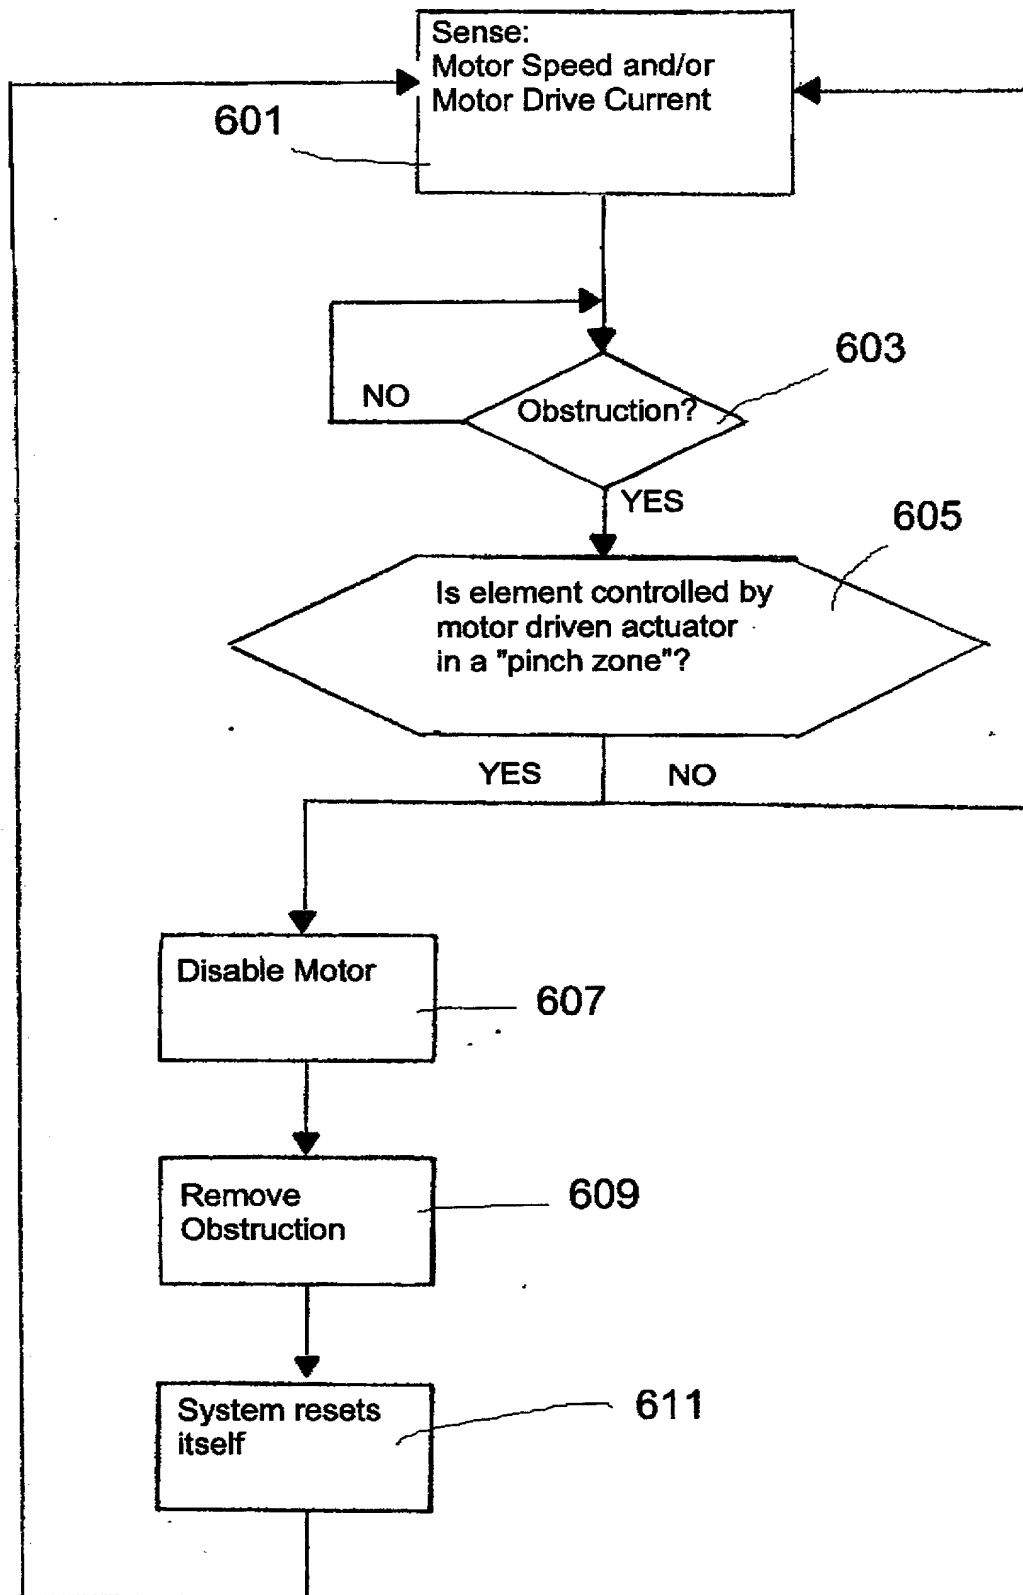 Sense:
Motor Speed and/or
Motor Drive Current
601
603
NO
Obstruction?
YES
605
Is element controlled by
motor driven actuator
in a "pinch zone"?
YES NO
Disable Motor
607
Remove
Obstruction
609
System resets
itself
611